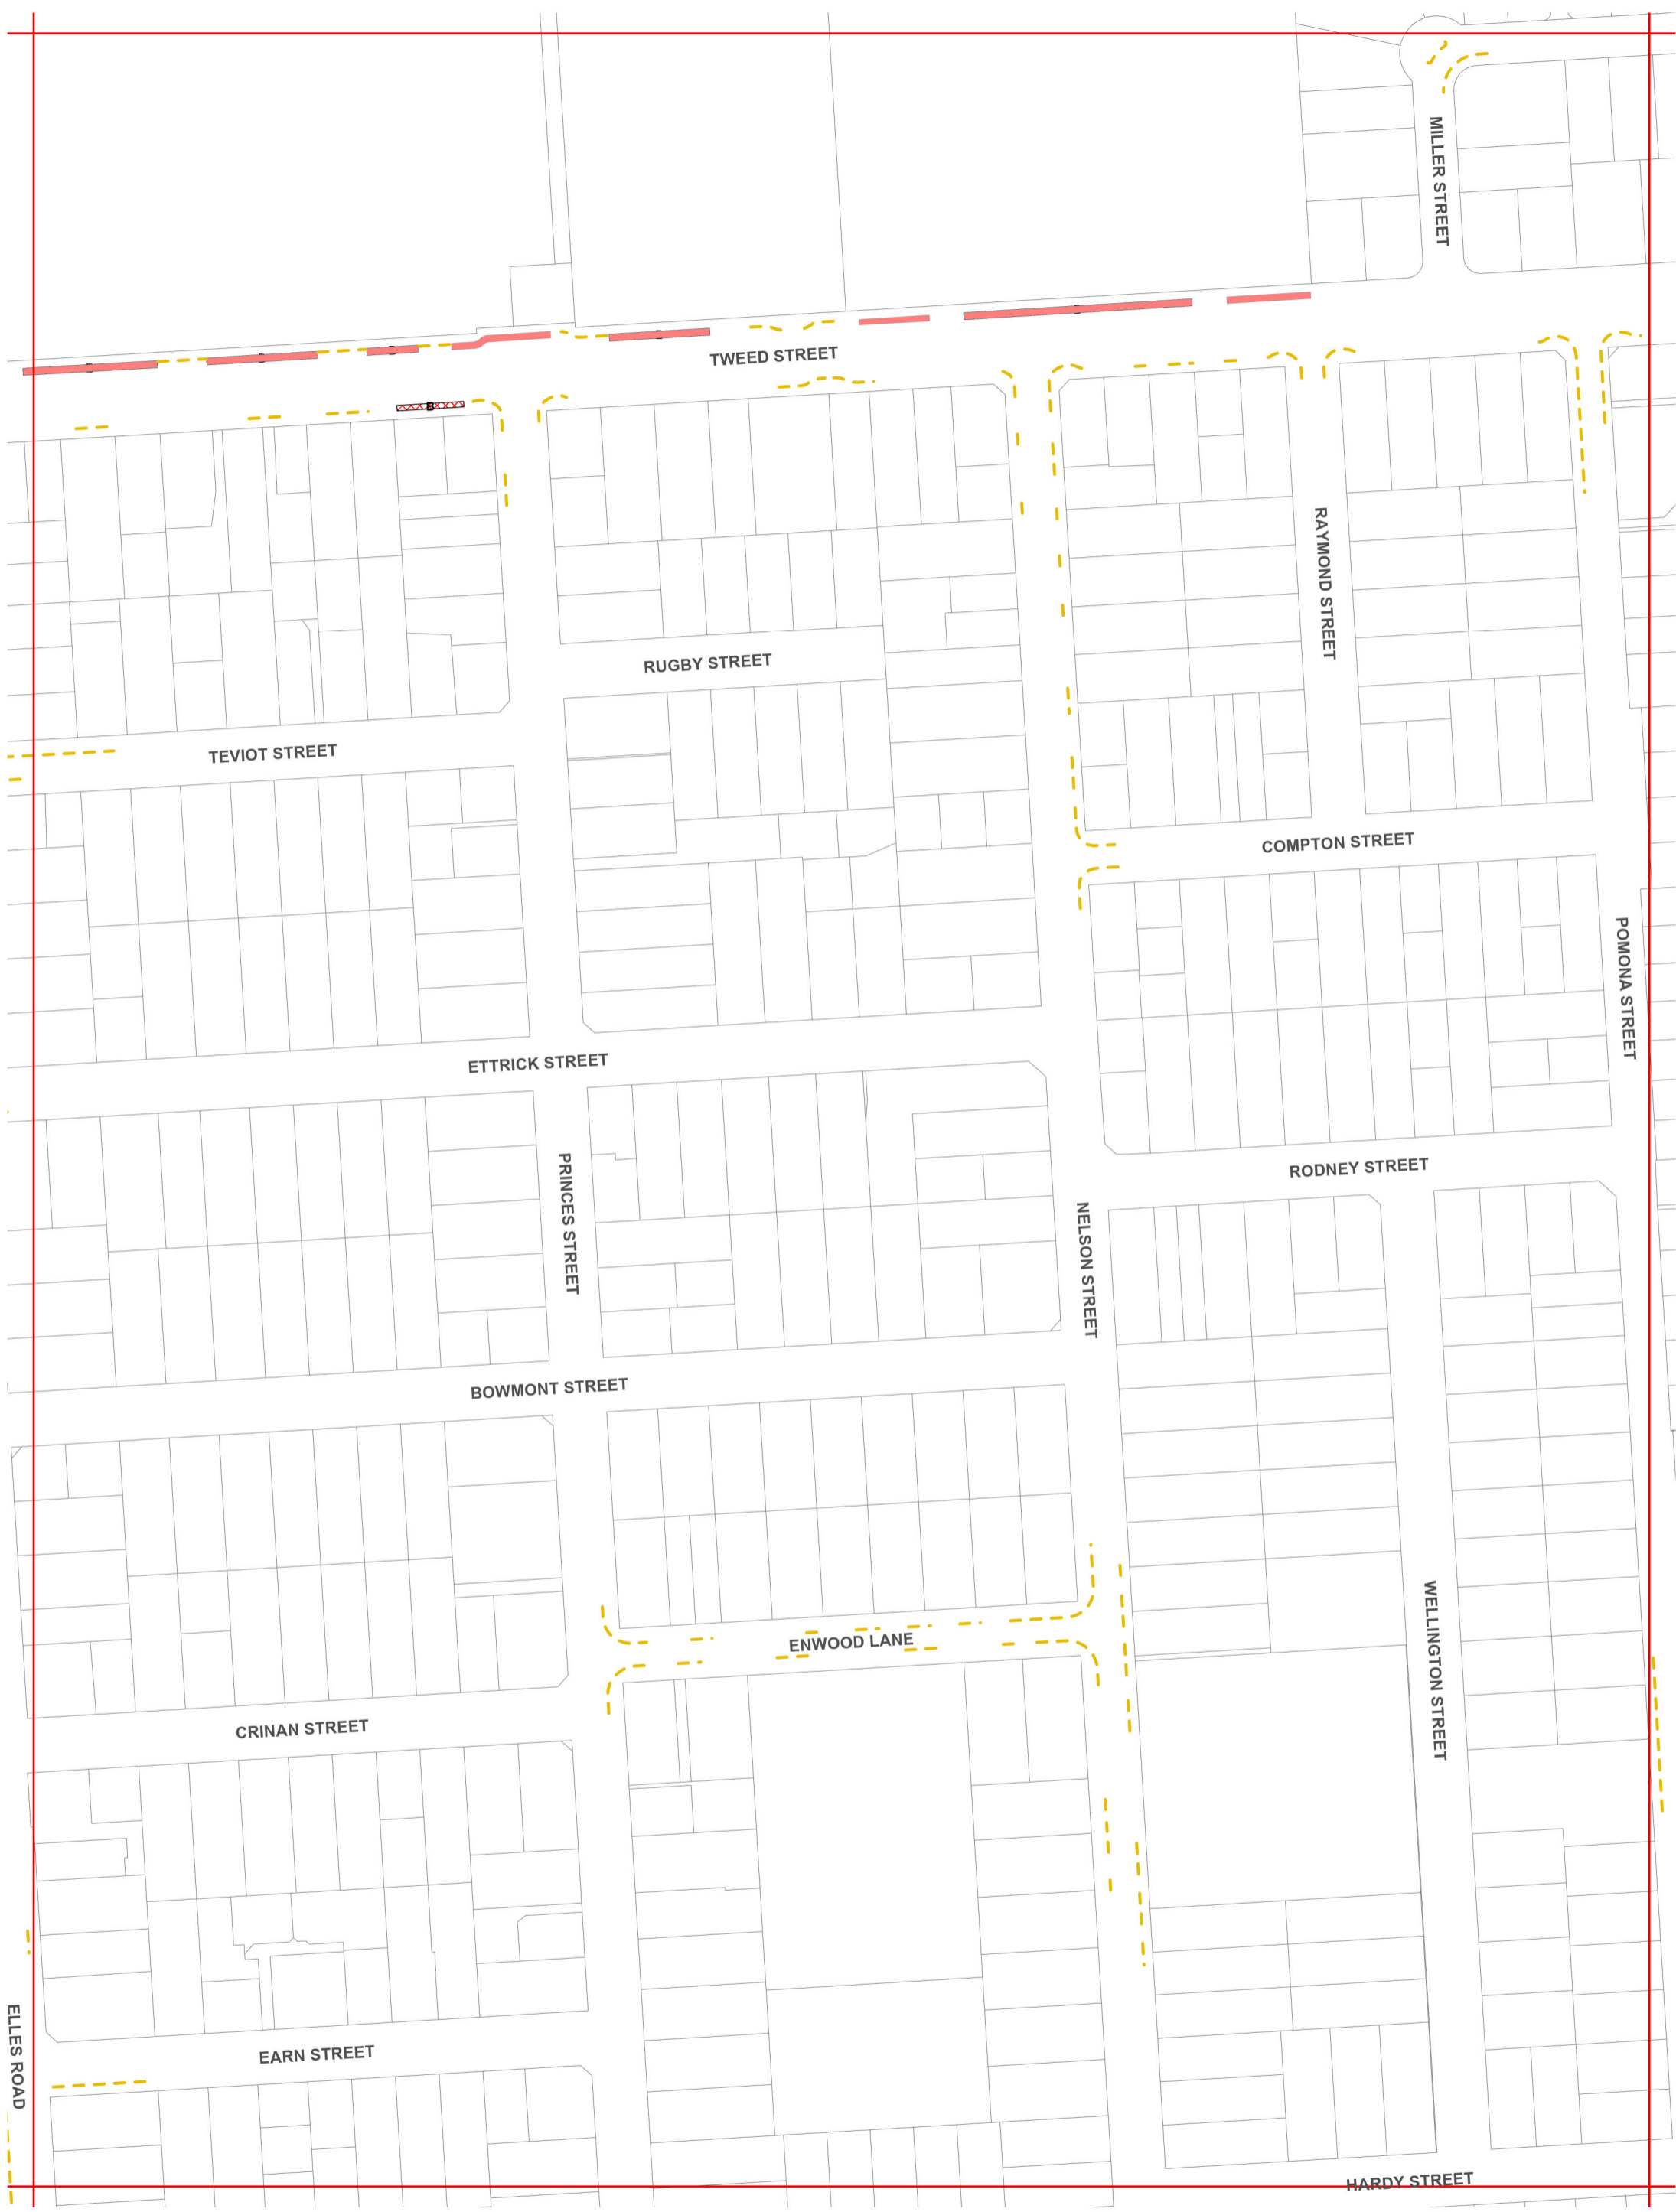 MILLER STREET
TWEED STREET
B
RAYMOND STREET
RUGBY STREET
TEVIOT STREET
COMPTON STREET
POMONA STREET
ETTRICK STREET
PRINCES STREET
RODNEY STREET
NELSON STREET
BOWMONT STREET
WELLINGTON STREET
ENWOOD LANE
CRINAN STREET
ELLES ROAD
EARN STREET
HARDY STREET